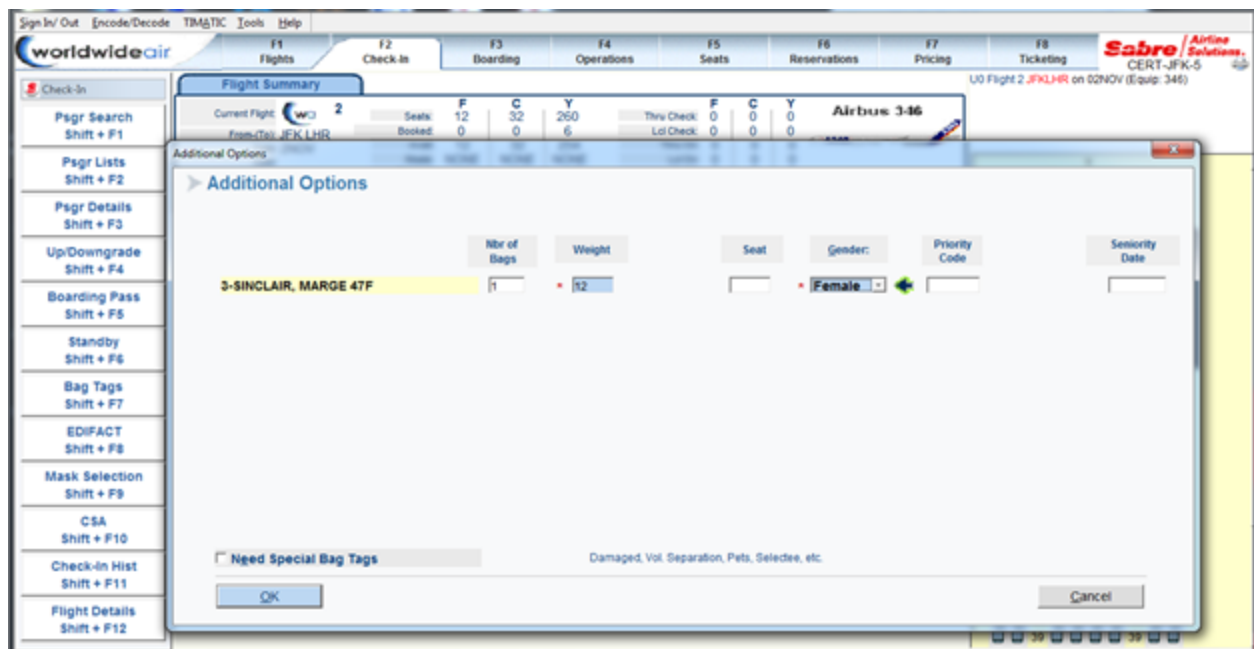 Sign In/ Out Encode/Decode TIMATIC Tools Help
worldwideair
F1 Flights
F2 Check-In
F3 Boarding
F4 Operations
F5 Seats
F6 Reservations
F7 Pricing
F8 Ticketing
Sabre Airline Solutions.
CERT-JFK-5
Check-In
Flight Summary
U0 Flight 2 JFKLHR on 02NOV (Equip: 346)
Current Flight: WO 2
F C Y
Seats: 12 32 260
Thru Check: 0 0 0
F C Y
Airbus 346
From-(To): JFK LHR
Booked: 0 0 6
Lcl Check: 0 0 0
Psgr Search
Shift + F1
Psgr Lists
Shift + F2
Psgr Details
Shift + F3
Up/Downgrade
Shift + F4
Boarding Pass
Shift + F5
Standby
Shift + F6
Bag Tags
Shift + F7
EDIFACT
Shift + F8
Mask Selection
Shift + F9
CSA
Shift + F10
Check-In Hist
Shift + F11
Flight Details
Shift + F12
Additional Options
Additional Options
Nbr of Bags
Weight
Seat
Gender:
Priority Code
Seniority Date
3-SINCLAIR, MARGE 47F
1
* 12
* Female
Need Special Bag Tags
Damaged, Vol. Separation, Pets, Selectee, etc.
OK
Cancel
39 39